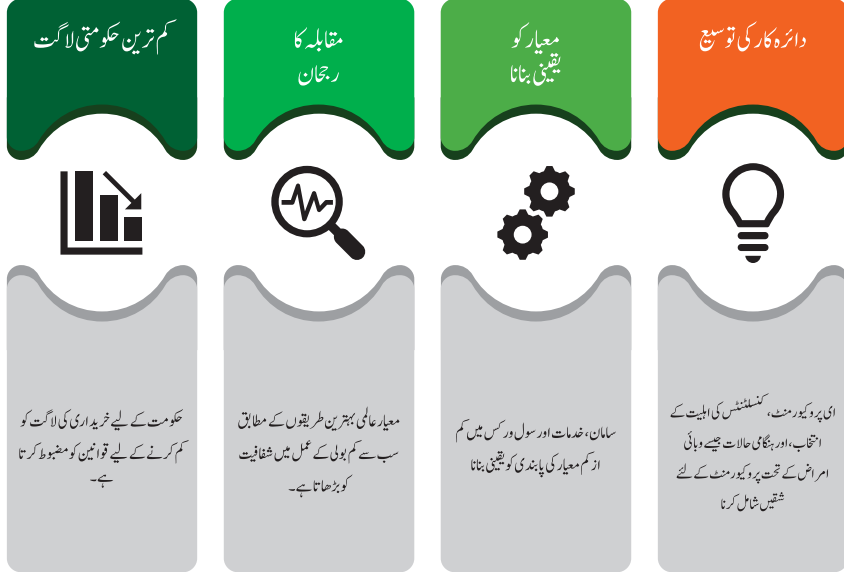 دائرہ کار کی توسیع
ای پروکیورمنٹ، کنسلٹنٹس کی اہلیت کے
انتخاب، اور ہنگامی حالات جیسے وبائی
امراض کے تحت پروکیورمنٹ کے لئے
شقیں شامل کرنا
معیار کو
یقینی بنانا
سامان، خدمات اور سول ورکس میں کم
از کم معیار کی پابندی کو یقینی بنانا
مقابلہ کا
رجحان
معیار عالمی بہترین طریقوں کے مطابق
سب سے کم بولی کے عمل میں شفافیت
کو بڑھاتا ہے۔
کم ترین حکومتی لاگت
حکومت کے لیے خریداری کی لاگت کو
کم کرنے کے لیے قوانین کو مضبوط کرتا
ہے۔